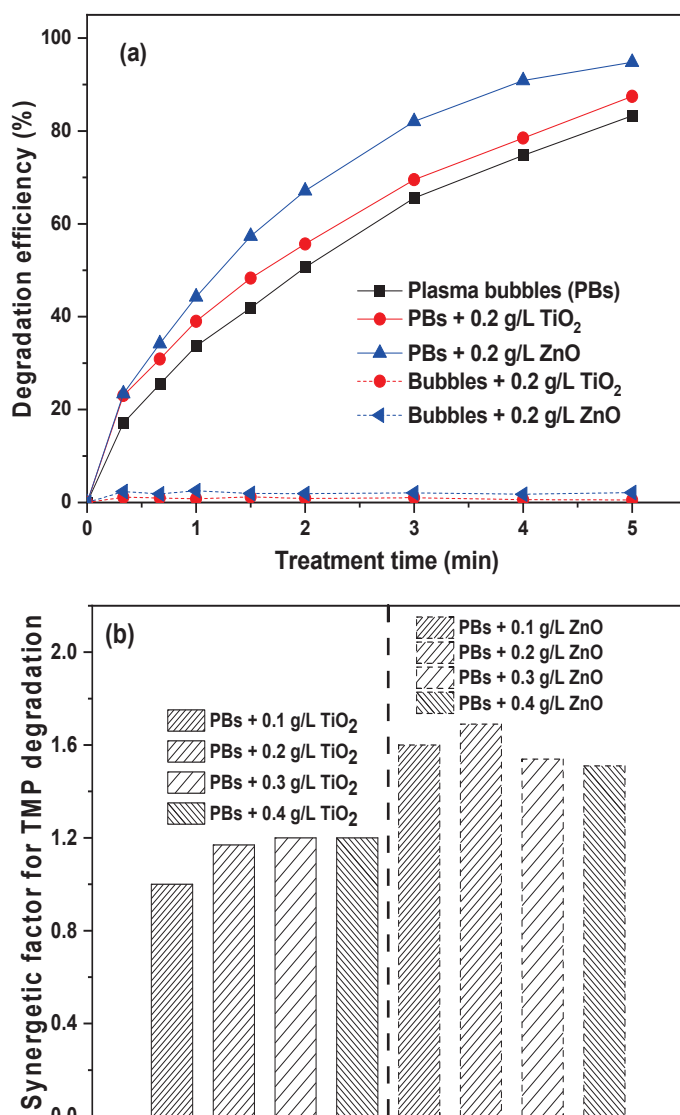 (a)
Degradation efficiency (%)
100
80
60
40
20
0
Plasma bubbles (PBs)
PBs + 0.2 g/L TiO₂
PBs + 0.2 g/L ZnO
Bubbles + 0.2 g/L TiO₂
Bubbles + 0.2 g/L ZnO
0 1 2 3 4 5
Treatment time (min)
(b)
Synergetic factor for TMP degradation
2.0
1.6
1.2
0.8
0.4
0.0
PBs + 0.1 g/L TiO₂
PBs + 0.2 g/L TiO₂
PBs + 0.3 g/L TiO₂
PBs + 0.4 g/L TiO₂
PBs + 0.1 g/L ZnO
PBs + 0.2 g/L ZnO
PBs + 0.3 g/L ZnO
PBs + 0.4 g/L ZnO